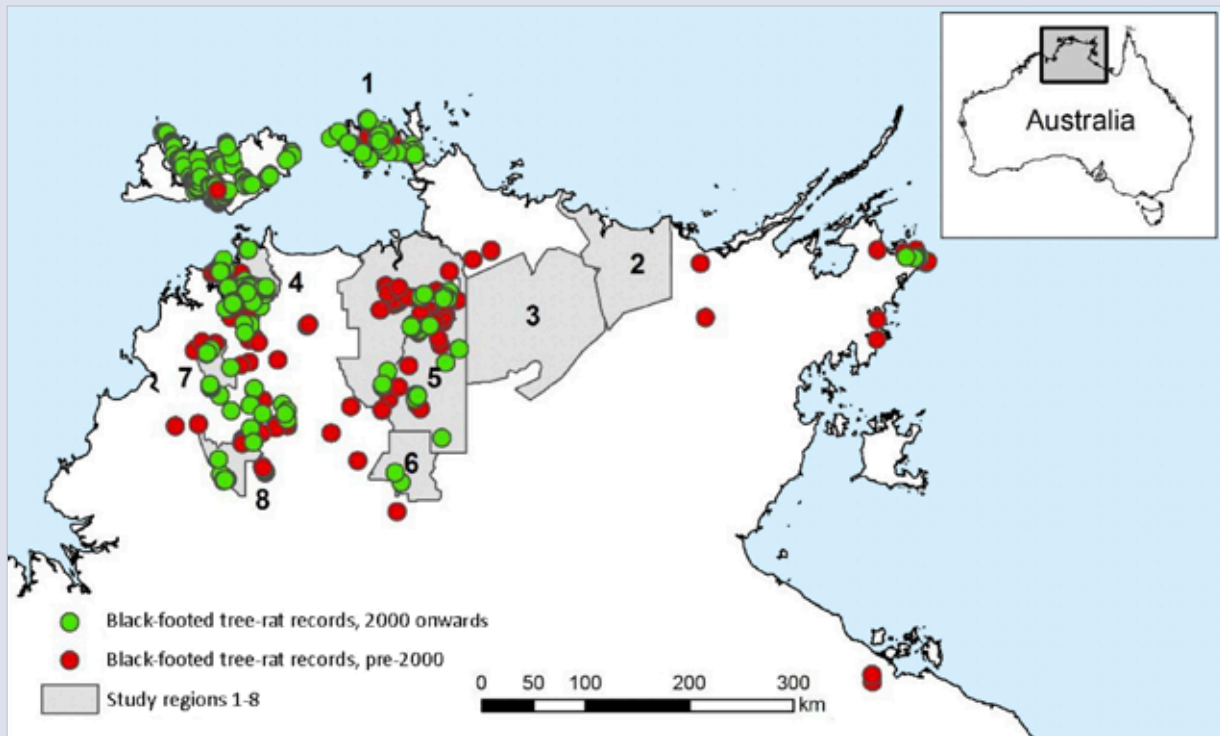 1
Australia
2
4
3
7
5
6
8
Black-footed tree-rat records, 2000 onwards
Black-footed tree-rat records, pre-2000
Study regions 1-8
0 50 100 200 300
km